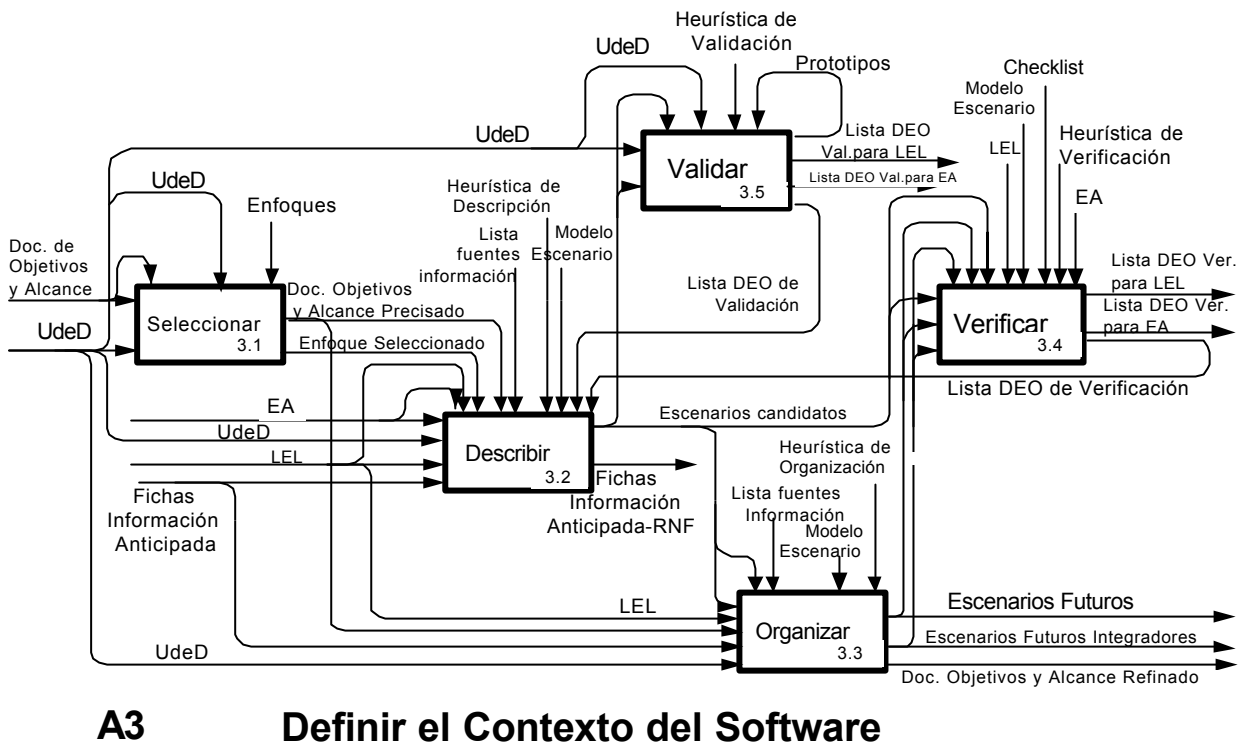 Heurística de
Validación
UdeD
Prototipos
Checklist
Modelo
Escenario
Lista DEO
Val.para LEL
Heurística de
Verificación
UdeD
LEL
Validar
3.5
Lista DEO Val.para EA
UdeD
Heurística de
Descripción
EA
Enfoques
Lista
fuentes
información
Modelo
Escenario
Doc. de
Objetivos
y Alcance
Lista DEO Ver.
para LEL
Lista DEO de
Validación
Doc. Objetivos
y Alcance Precisado
Lista DEO Ver.
para EA
Seleccionar
3.1
Verificar
3.4
UdeD
Enfoque Seleccionado
Lista DEO de Verificación
EA
Escenarios candidatos
UdeD
Heurística de
Organización
LEL
Describir
3.2
Fichas
Información
Anticipada
Fichas
Información
Anticipada-RNF
Lista fuentes
Información
Modelo
Escenario
LEL
Escenarios Futuros
Organizar
3.3
Escenarios Futuros Integradores
UdeD
Doc. Objetivos y Alcance Refinado
A3 Definir el Contexto del Software